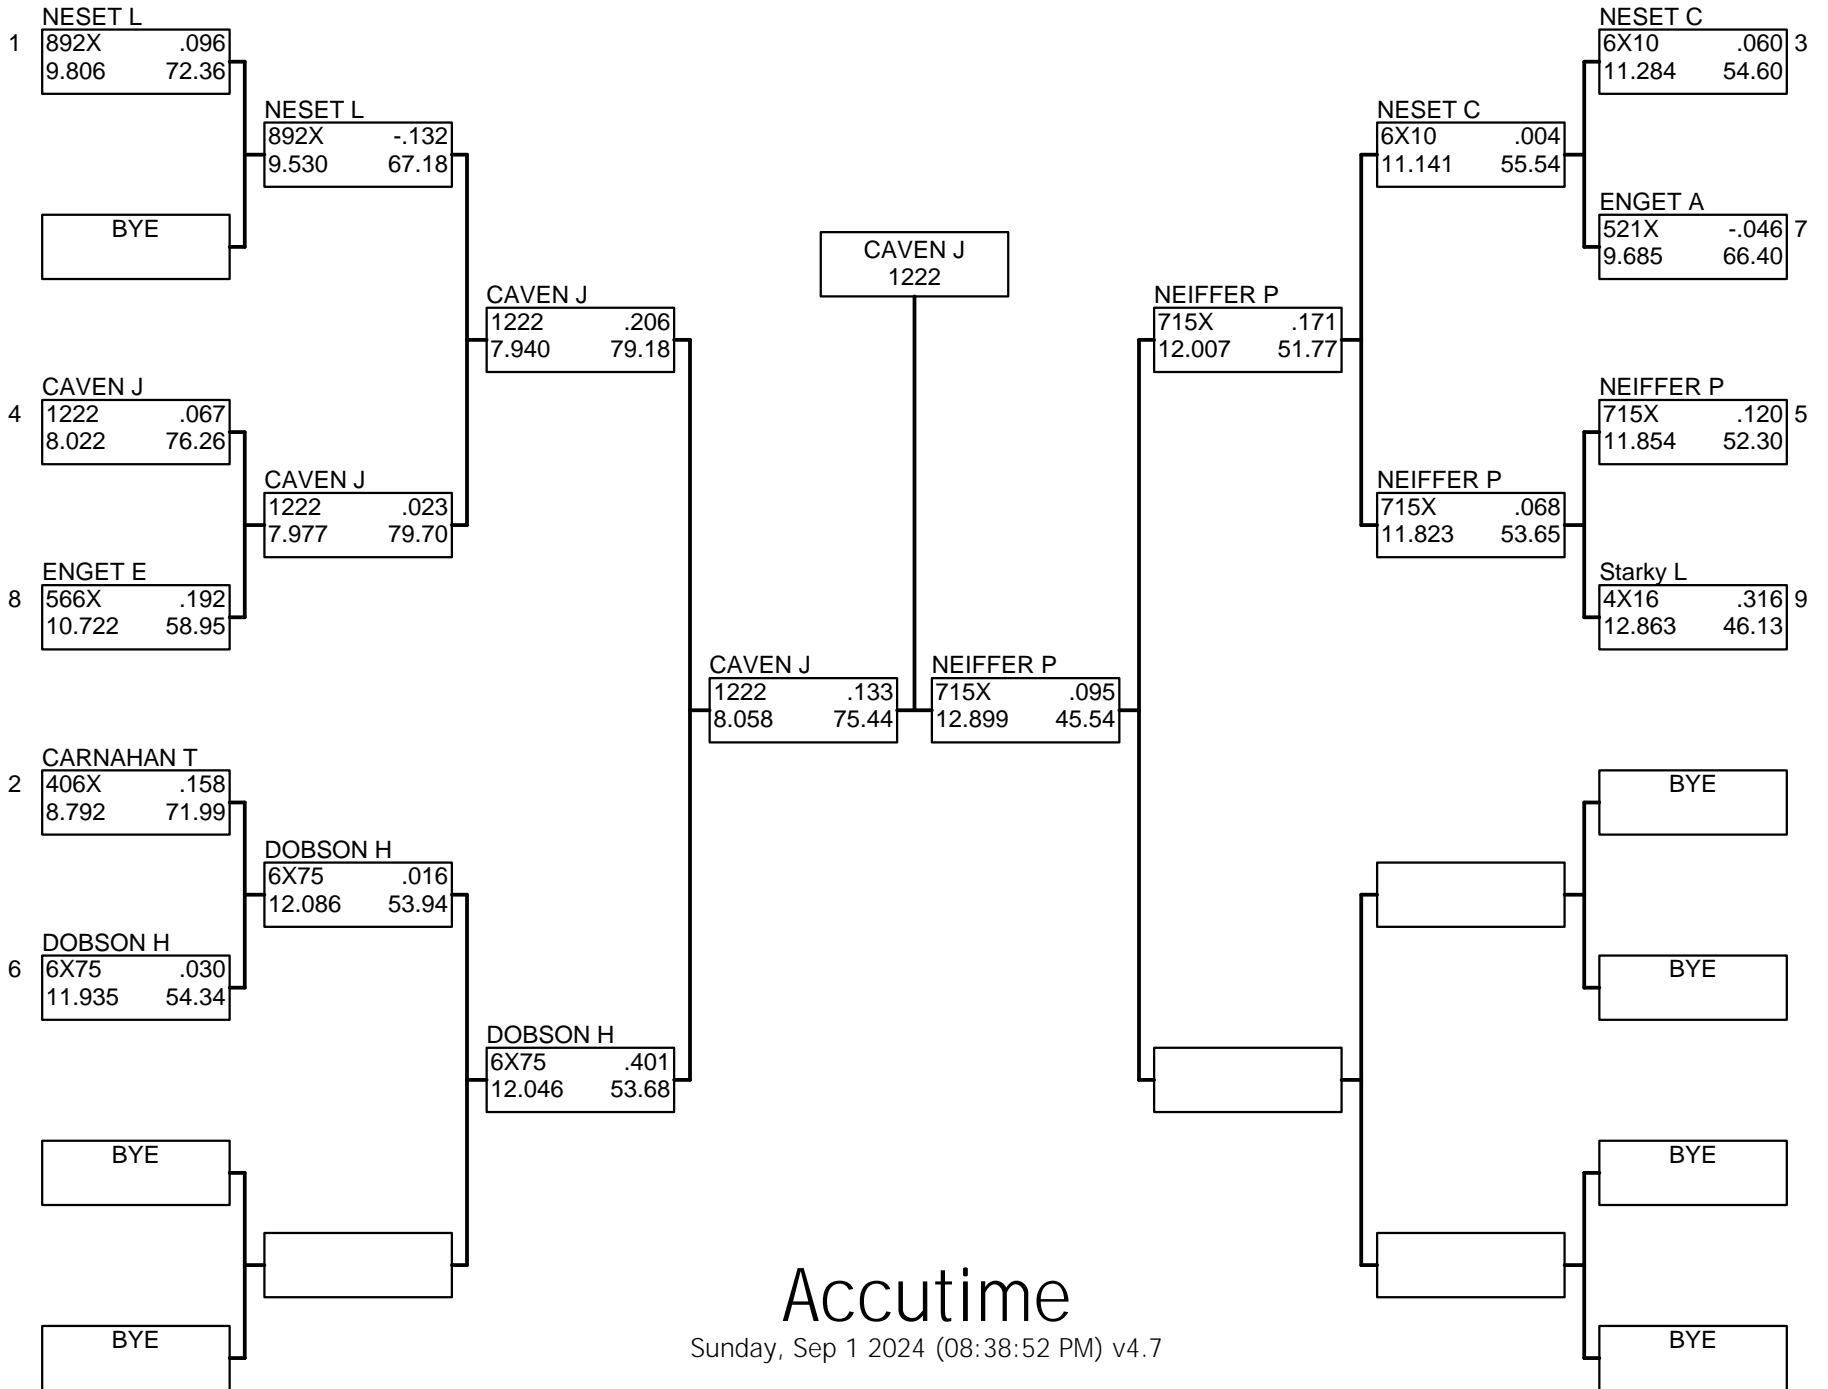 NESET L
1 892X .096
9.806 72.36
BYE
CAVEN J
4 1222 .067
8.022 76.26
ENGET E
8 566X .192
10.722 58.95
CARNAHAN T
2 406X .158
8.792 71.99
DOBSON H
6 6X75 .030
11.935 54.34
BYE
BYE
NESET L
892X -.132
9.530 67.18
CAVEN J
1222 .023
7.977 79.70
DOBSON H
6X75 .016
12.086 53.94
CAVEN J
1222 .206
7.940 79.18
DOBSON H
6X75 .401
12.046 53.68
CAVEN J
1222 .133
8.058 75.44
CAVEN J
1222
NEIFFER P
715X .095
12.899 45.54
NEIFFER P
715X .171
12.007 51.77
NESET C
6X10 .004
11.141 55.54
NEIFFER P
715X .068
11.823 53.65
NESET C
6X10 .060 3
11.284 54.60
ENGET A
521X -.046 7
9.685 66.40
NEIFFER P
715X .120 5
11.854 52.30
Starky L
4X16 .316 9
12.863 46.13
BYE
BYE
BYE
BYE
Accutime
Sunday, Sep 1 2024 (08:38:52 PM) v4.7